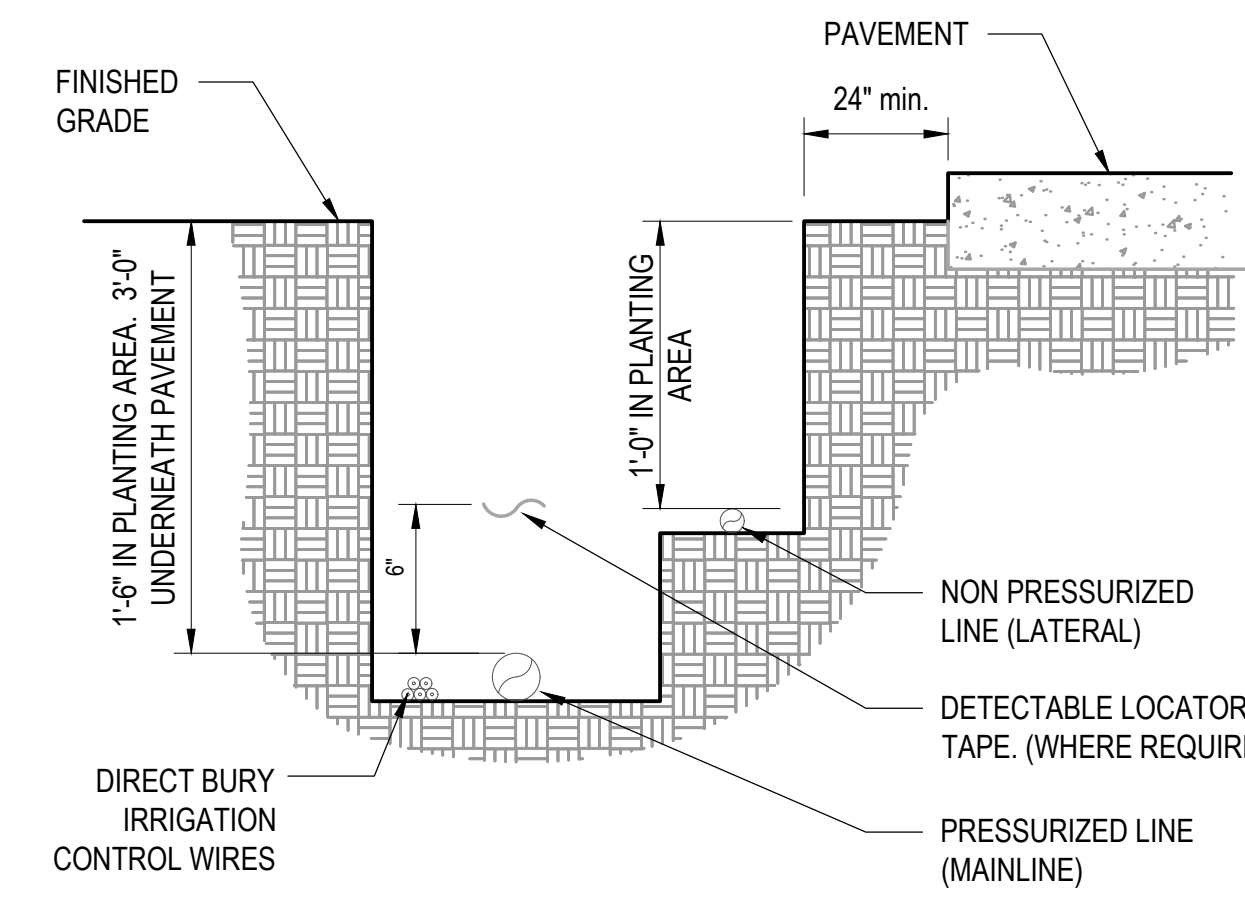 PAVEMENT
FINISHED
GRADE
24" min.
1'-6" IN PLANTING AREA. 3'-0"
UNDERNEATH PAVEMENT
1'-0" IN PLANTING
AREA
6"
NON PRESSURIZED
LINE (LATERAL)
DETECTABLE LOCATOR
TAPE. (WHERE
DIRECT BURY
IRRIGATION
CONTROL WIRES
PRESSURIZED LINE
(MAINLINE)